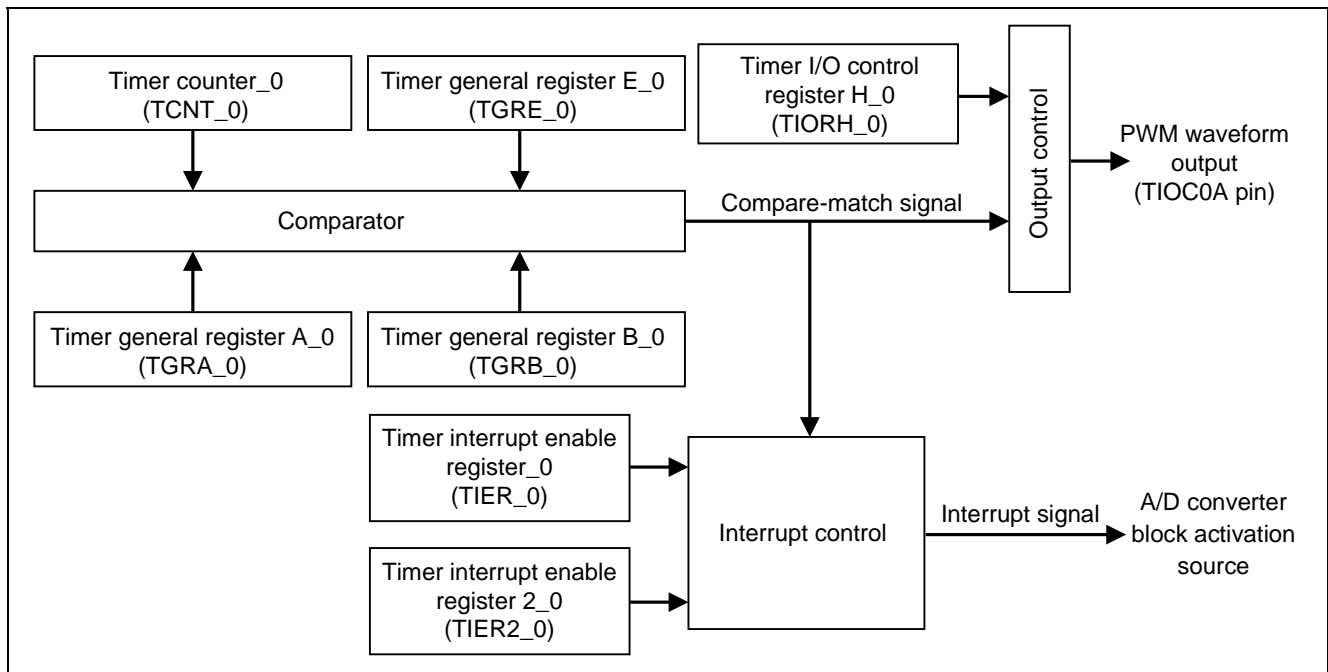 Timer counter_0
(TCNT_0)
Timer general register E_0
(TGRE_0)
Timer I/O control
register H_0
(TIORH_0)
Output control
PWM waveform
output
(TIOC0A pin)
Comparator
Compare-match signal
Timer general register A_0
(TGRA_0)
Timer general register B_0
(TGRB_0)
Timer interrupt enable
register_0
(TIER_0)
Timer interrupt enable
register 2_0
(TIER2_0)
Interrupt control
Interrupt signal
A/D converter
block activation
source